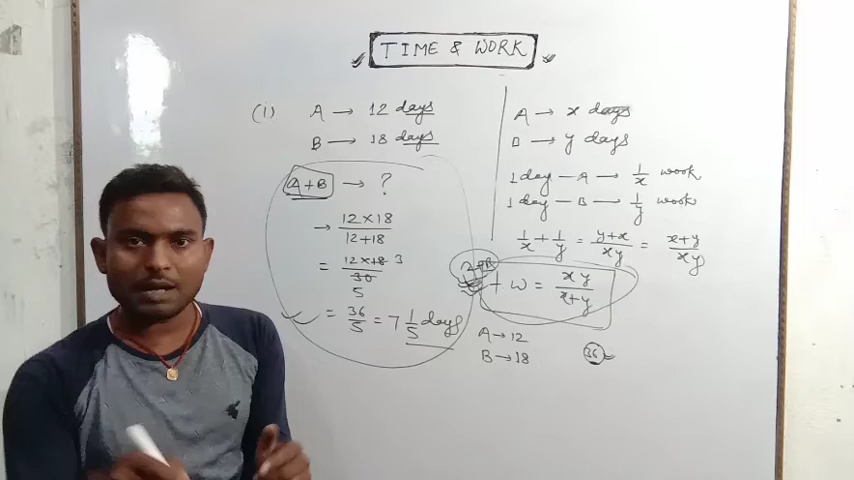 TIME & WORK
(1) A → 12 days
B → 18 days
A+B → ?
→ 12×18 / 12+18
= 12×18 3 / 30 5
= 36/5 = 7 1/5 days
A → x days
B → y days
1 day — A → 1/x work
1 day — B → 1/y work
1/x + 1/y = y+x / xy = x+y / xy
+ W = xy / x+y
A → 12
B → 18
36